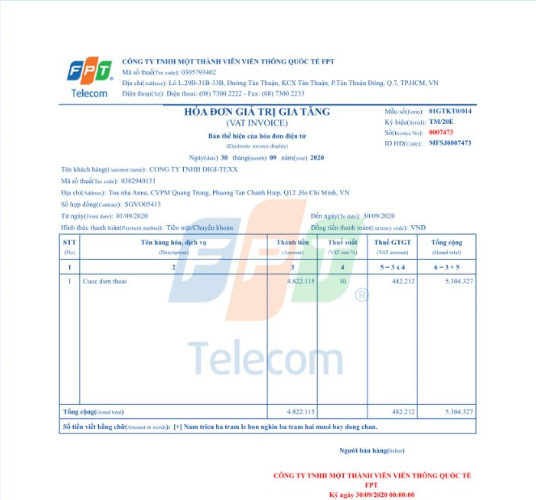 FPT
Telecom
CÔNG TY TNHH MỘT THÀNH VIÊN VIỄN THÔNG QUỐC TẾ FPT
Mã số thuế(Tax code): 0305793402
Địa chỉ(Address): Lô L.29B-31B-33B, Đường Tân Thuận, KCX Tân Thuận, P.Tân Thuận Đông, Q.7, TP.HCM, VN
Điện thoại(Tel): Điện thoại: (08) 7300 2222 - Fax: (08) 7300 2233
HÓA ĐƠN GIÁ TRỊ GIA TĂNG
(VAT INVOICE)
Bản thể hiện của hóa đơn điện tử
(Electronic invoice display)
Ngày(date) 30 tháng(month) 09 năm(year) 2020
Mẫu số(Form): 01GTKT0/014
Ký hiệu(Serial): TM/20E
Số(Invoice No): 0007473
ID HĐ(Code): MFSJ0007473
Tên khách hàng(Customer name): CONG TY TNHH DIGI-TEXX
Mã số thuế(Tax code): 0302940151
Địa chỉ(Address): Toa nha Anna, CVPM Quang Trung, Phuong Tan Chanh Hiep, Q12 ,Ho Chi Minh, VN
Số hợp đồng(Contract): SGVO05413
Từ ngày(From date): 01/09/2020 Đến ngày(To date): 30/09/2020
Hình thức thanh toán(Payment method): Tiền mặt/Chuyển khoản Đồng tiền thanh toán(Currency code): VNĐ
STT Tên hàng hóa, dịch vụ Thành tiền Thuế suất Thuế GTGT Tổng cộng
(No) (Description) (Amount) (VAT rate %) (VAT amount) (Grand total)
1 2 3 4 5 = 3 x 4 6 = 3 + 5
1 Cuoc dien thoai 4.822.115 10 482.212 5.304.327
FPT
Telecom
Tổng cộng(Grand total) 4.822.115 482.212 5.304.327
Số tiền viết bằng chữ(Amount in words): [+] Nam trieu ba tram le bon nghin ba tram hai muoi bay dong chan.
Người bán hàng(Seller)
CÔNG TY TNHH MỘT THÀNH VIÊN VIỄN THÔNG QUỐC TẾ
FPT
Ký ngày 30/09/2020 00:00:00